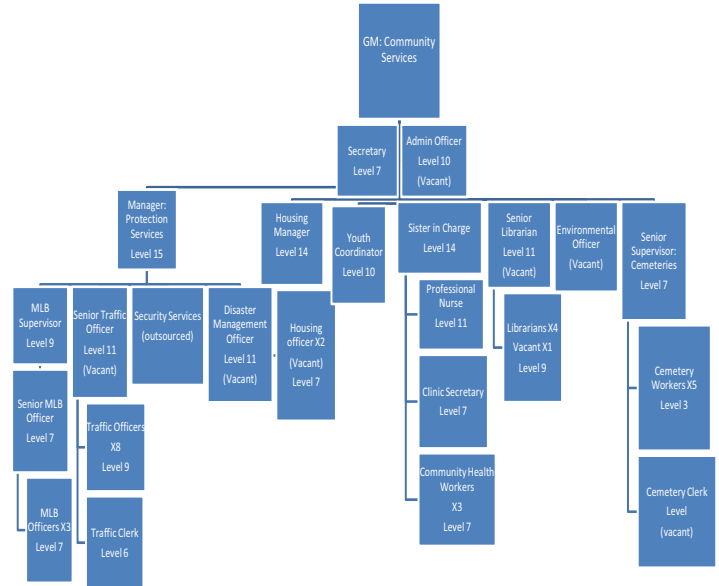 GM: Community
Services
Secretary
Level 7
Admin Officer
Level 10
(Vacant)
Manager:
Protection
Services
Level 15
Housing
Manager
Level 14
Youth
Coordinator
Level 10
Sister in Charge
Level 14
Senior
Librarian
Level 11
(Vacant)
Environmental
Officer
(Vacant)
Senior
Supervisor:
Cemeteries
Level 7
MLB
Supervisor
Level 9
Senior Traffic
Officer
Level 11
(Vacant)
Security Services
(outsourced)
Disaster
Management
Officer
Level 11
(Vacant)
Housing
officer X2
(Vacant)
Level 7
Professional
Nurse
Level 11
Librarians X4
Vacant X1
Level 9
Cemetery
Workers X5
Level 3
Senior MLB
Officer
Level 7
Traffic Officers
X8
Level 9
Clinic Secretary
Level 7
Community Health
Workers
X3
Level 7
Cemetery Clerk
Level
(vacant)
MLB
Officers X3
Level 7
Traffic Clerk
Level 6